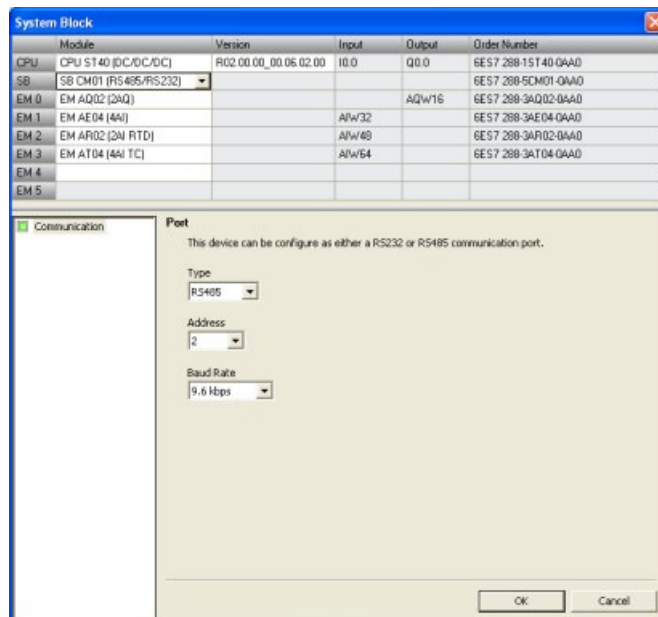 System Block
Module Version Input Output Order Number
CPU CPU ST40 (DC/DC/DC) R02.00.00_00.06.02.00 I0.0 Q0.0 6ES7 288-1ST40-0AA0
SB SB CM01 (RS485/RS232) 6ES7 288-5CM01-0AA0
EM 0 EM AQ02 (2AQ) AQW16 6ES7 288-3AQ02-0AA0
EM 1 EM AE04 (4AI) AIW32 6ES7 288-3AE04-0AA0
EM 2 EM AR02 (2AI RTD) AIW48 6ES7 288-3AR02-0AA0
EM 3 EM AT04 (4AI TC) AIW64 6ES7 288-3AT04-0AA0
EM 4
EM 5
Communication
Port
This device can be configure as either a RS232 or RS485 communication port.
Type
RS485
Address
2
Baud Rate
9.6 kbps
OK Cancel